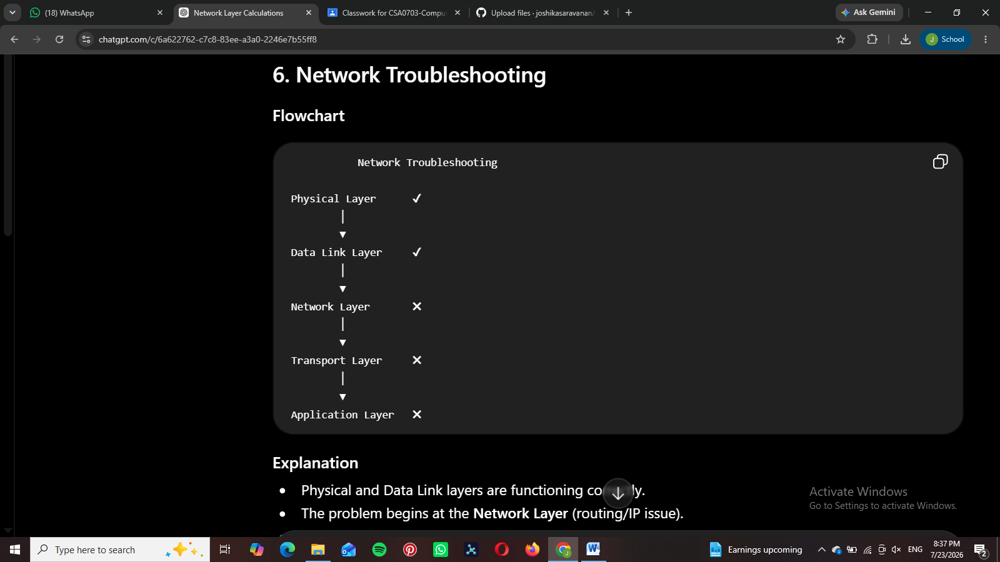 (18) WhatsApp
Network Layer Calculations
Classwork for CSA0703-Compu
Upload files · joshikasaravanan/
Ask Gemini
chatgpt.com/c/6a622762-c7c8-83ee-a3a0-2246e7b55ff8
J School
6. Network Troubleshooting
Flowchart
Network Troubleshooting
Physical Layer ✓
Data Link Layer ✓
Network Layer ✕
Transport Layer ✕
Application Layer ✕
Explanation
• Physical and Data Link layers are functioning co ly.
• The problem begins at the Network Layer (routing/IP issue).
Activate Windows
Go to Settings to activate Windows.
Type here to search
Earnings upcoming
ENG
8:37 PM
7/23/2026
2